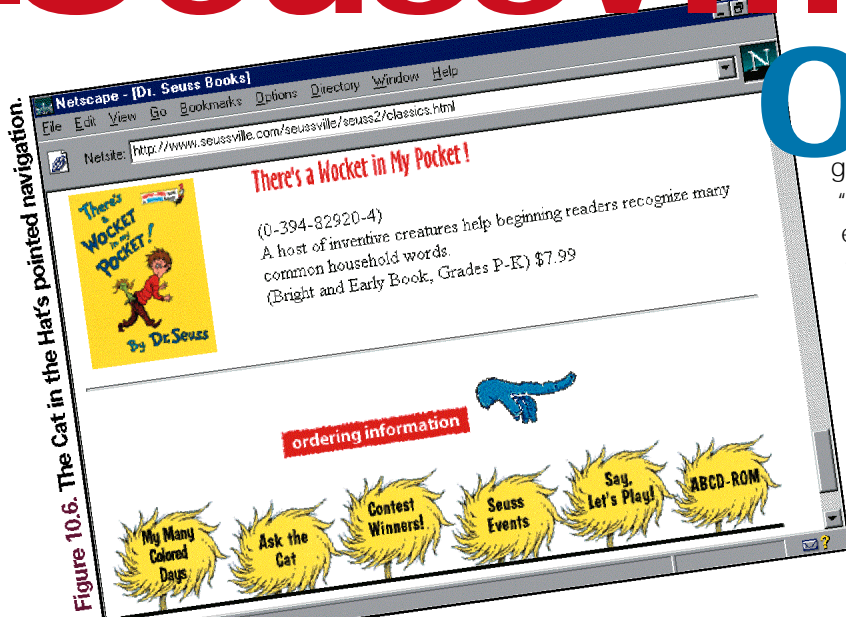 Figure 10.6. The Cat in the Hat's pointed navigation.
Netscape - [Dr. Seuss Books]
File Edit View Go Bookmarks Options Directory Window Help
Netsite: http://www.seussville.com/seussville/seuss2/classics.html
N
There's
a
WOCKET
in my
POCKET!
By Dr. Seuss
There's a Wocket in My Pocket!
(0-394-82920-4)
A host of inventive creatures help beginning readers recognize many
common household words.
(Bright and Early Book, Grades P-K) $7.99
ordering information
My Many
Colored
Days
Ask the
Cat
Contest
Winners!
Seuss
Events
Say,
Let's Play!
ABCD-ROM